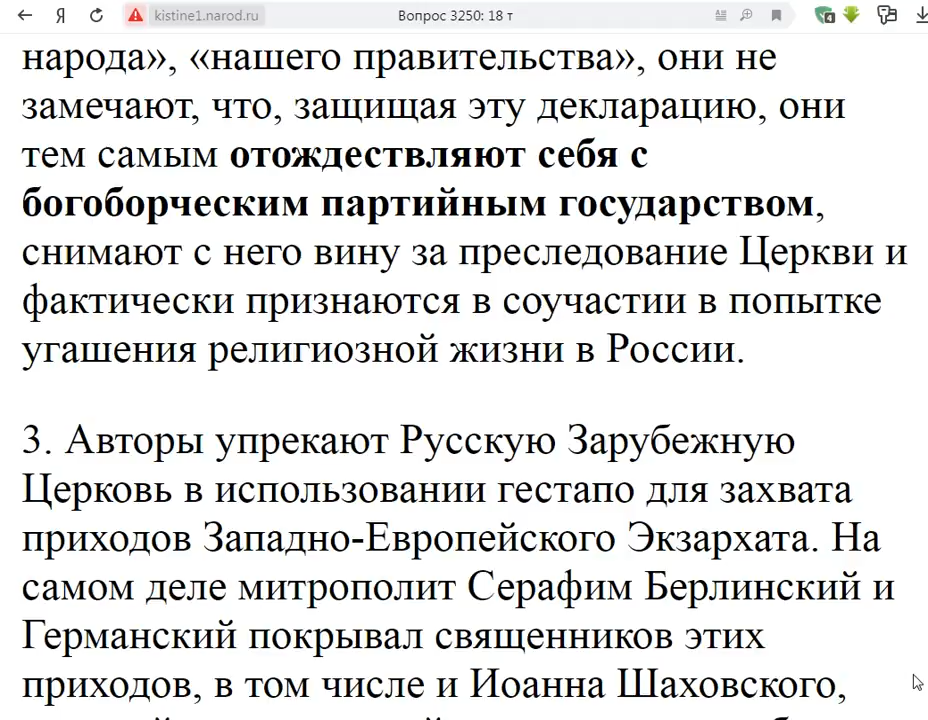 Я
kistine1.narod.ru
Вопрос 3250: 18 т
4
народа», «нашего правительства», они не
замечают, что, защищая эту декларацию, они
тем самым отождествляют себя с
богоборческим партийным государством,
снимают с него вину за преследование Церкви и
фактически признаются в соучастии в попытке
угашения религиозной жизни в России.
3. Авторы упрекают Русскую Зарубежную
Церковь в использовании гестапо для захвата
приходов Западно-Европейского Экзархата. На
самом деле митрополит Серафим Берлинский и
Германский покрывал священников этих
приходов, в том числе и Иоанна Шаховского,